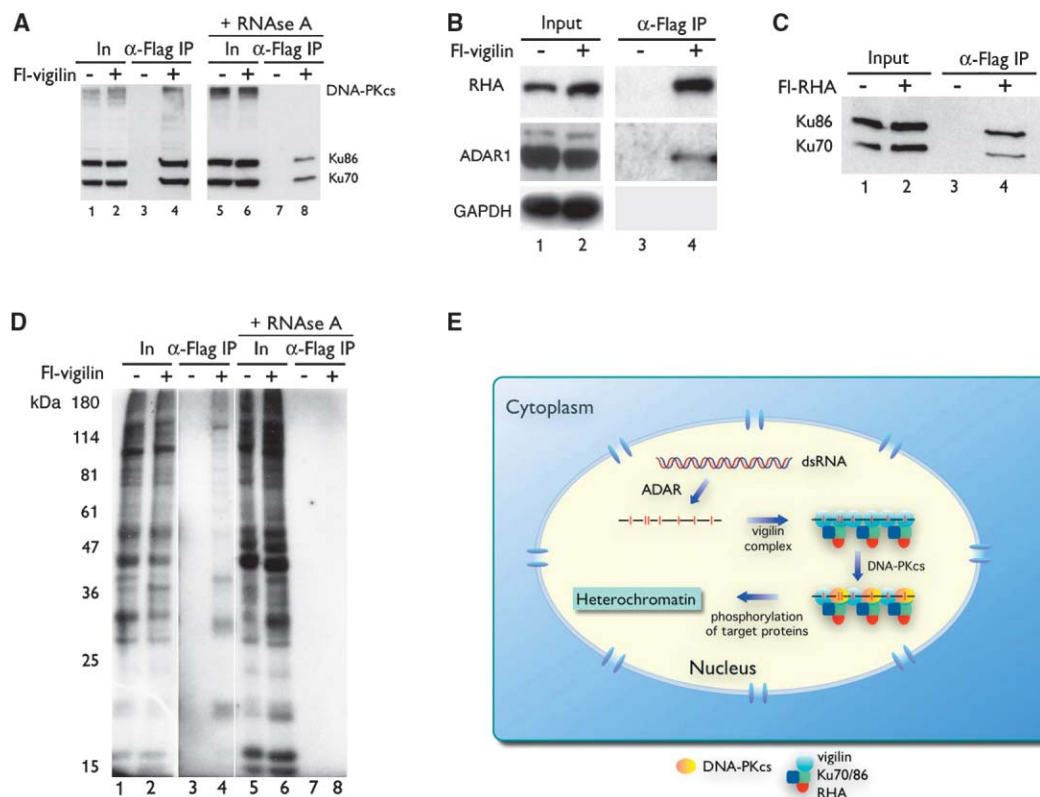 A
+ RNAse A
In α-Flag IP In α-Flag IP
Fl-vigilin - + - + - + - +
DNA-PKcs
Ku86
Ku70
1 2 3 4 5 6 7 8
B
Input α-Flag IP
Fl-vigilin - + - +
RHA
ADAR1
GAPDH
1 2 3 4
C
Input α-Flag IP
Fl-RHA - + - +
Ku86
Ku70
1 2 3 4
D
+ RNAse A
In α-Flag IP In α-Flag IP
Fl-vigilin - + - + - + - +
kDa 180
114
81
61
47
36
25
15
1 2 3 4 5 6 7 8
E
Cytoplasm
dsRNA
ADAR
vigilin
complex
DNA-PKcs
Heterochromatin
phosphorylation
of target proteins
Nucleus
DNA-PKcs
vigilin
Ku70/86
RHA